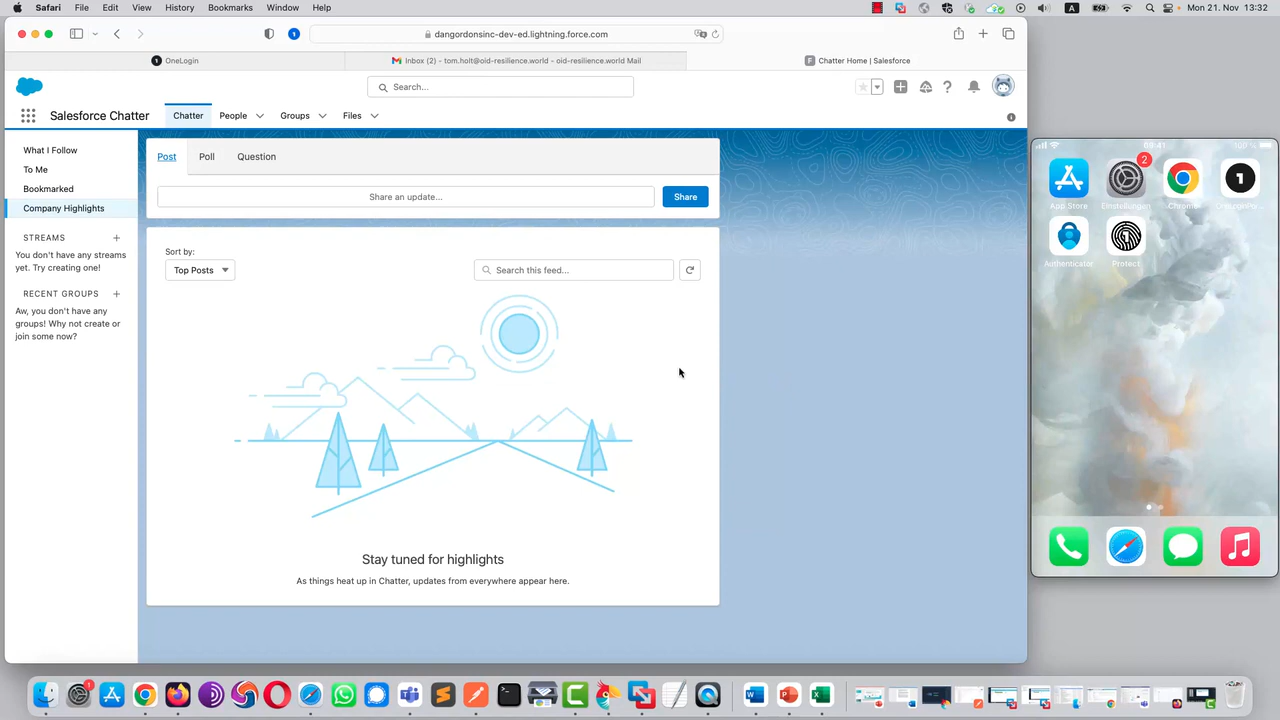 Safari File Edit View History Bookmarks Window Help
A
Mon 21. Nov 13:32
dangordonsinc-dev-ed.lightning.force.com
OneLogin
Inbox (2) - tom.holt@oid-resilience.world - oid-resilience.world Mail
Chatter Home | Salesforce
Search...
Salesforce Chatter
Chatter
People
Groups
Files
What I Follow
To Me
Bookmarked
Company Highlights
STREAMS
You don't have any streams
yet. Try creating one!
RECENT GROUPS
Aw, you don't have any
groups! Why not create or
join some now?
Post
Poll
Question
Share an update...
Share
Sort by:
Top Posts
Search this feed...
Stay tuned for highlights
As things heat up in Chatter, updates from everywhere appear here.
09:41
100 %
2
App Store
Einstellungen
Chrome
Authenticator
Protect
1